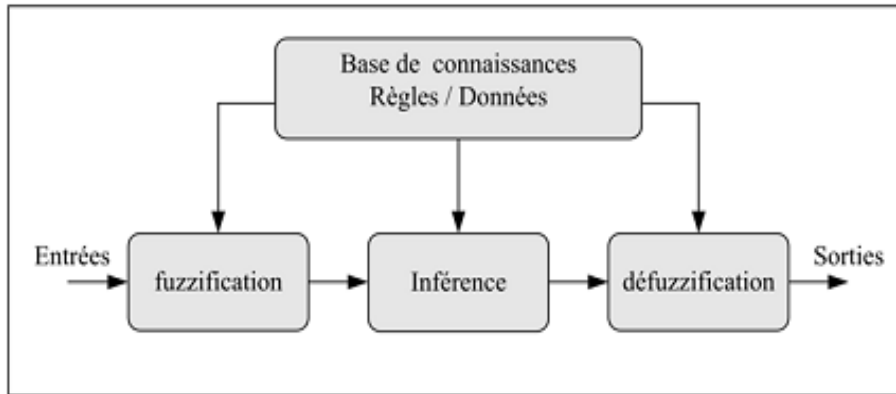 Base de connaissances
Règles / Données
Entrées
fuzzification
Inférence
défuzzification
Sorties